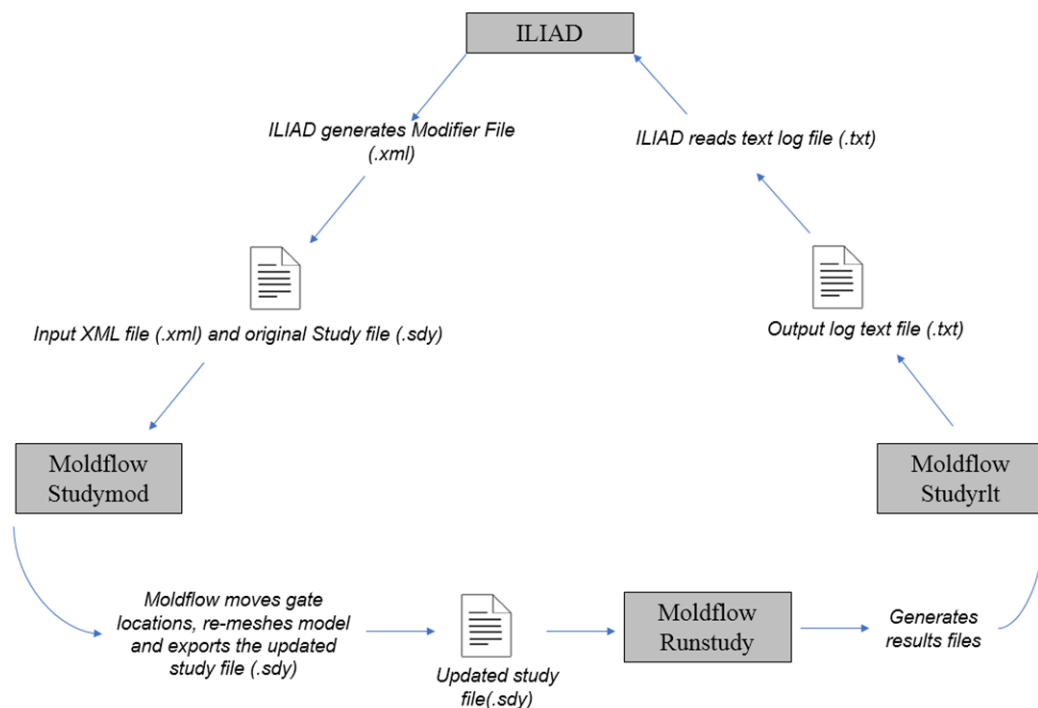 ILIAD
ILIAD generates Modifier File
(.xml)
ILIAD reads text log file (.txt)
Input XML file (.xml) and original Study file (.sdy)
Output log text file (.txt)
Moldflow
Studymod
Moldflow
Studyrlt
Moldflow moves gate
locations, re-meshes model
and exports the updated
study file (.sdy)
Updated study
file(.sdy)
Moldflow
Runstudy
Generates
results files